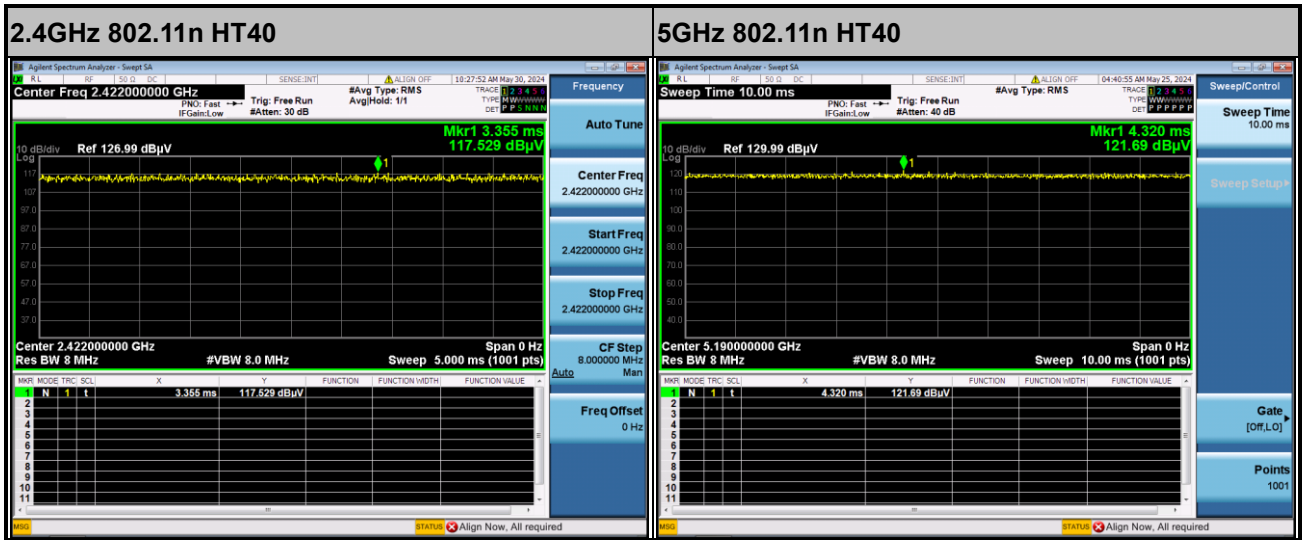 2.4GHz 802.11n HT40
Agilent Spectrum Analyzer - Swept SA
RL RF 50 Ω DC SENSE:INT ALIGN OFF 10:27:52 AM May 30, 2024
Center Freq 2.422000000 GHz
PNO: Fast
IFGain:Low
Trig: Free Run
#Atten: 30 dB
#Avg Type: RMS
Avg|Hold: 1/1
TRACE 1 2 3 4 5 6
TYPE MWWWWW
DET P P S N N N
Mkr1 3.355 ms
117.529 dBµV
10 dB/div Ref 126.99 dBµV
Log
117
107
97.0
87.0
77.0
67.0
57.0
47.0
37.0
1
Center 2.422000000 GHz Span 0 Hz
Res BW 8 MHz #VBW 8.0 MHz Sweep 5.000 ms (1001 pts)
MKR MODE TRC SCL X Y FUNCTION FUNCTION WIDTH FUNCTION VALUE
1 N 1 t 3.355 ms 117.529 dBµV
2
3
4
5
6
7
8
9
10
11
MSG STATUS Align Now, All required
Frequency
Auto Tune
Center Freq
2.422000000 GHz
Start Freq
2.422000000 GHz
Stop Freq
2.422000000 GHz
CF Step
8.000000 MHz
Auto Man
Freq Offset
0 Hz
5GHz 802.11n HT40
Agilent Spectrum Analyzer - Swept SA
RL RF 50 Ω DC SENSE:INT ALIGN OFF 04:40:55 AM May 25, 2024
Sweep Time 10.00 ms
PNO: Fast
IFGain:Low
Trig: Free Run
#Atten: 40 dB
#Avg Type: RMS
TRACE 1 2 3 4 5 6
TYPE WWWWWW
DET P P P P P P
Mkr1 4.320 ms
121.69 dBµV
10 dB/div Ref 129.99 dBµV
Log
120
110
100
90.0
80.0
70.0
60.0
50.0
40.0
1
Center 5.190000000 GHz Span 0 Hz
Res BW 8 MHz #VBW 8.0 MHz Sweep 10.00 ms (1001 pts)
MKR MODE TRC SCL X Y FUNCTION FUNCTION WIDTH FUNCTION VALUE
1 N 1 t 4.320 ms 121.69 dBµV
2
3
4
5
6
7
8
9
10
11
MSG STATUS Align Now, All required
Sweep/Control
Sweep Time
10.00 ms
Sweep Setup
Gate
[Off,LO]
Points
1001